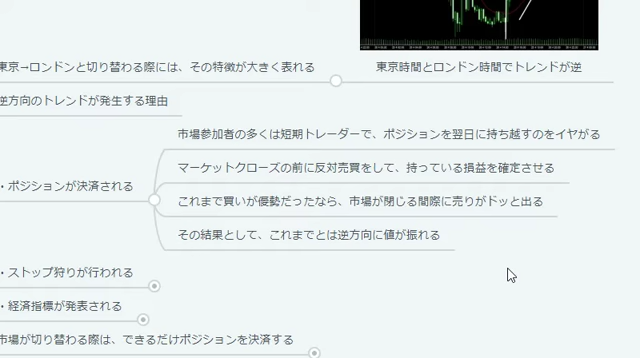 東京→ロンドンと切り替わる際には、その特徴が大きく表れる
東京時間とロンドン時間でトレンドが逆
逆方向のトレンドが発生する理由
市場参加者の多くは短期トレーダーで、ポジションを翌日に持ち越すのをイヤがる
マーケットクローズの前に反対売買をして、持っている損益を確定させる
・ポジションが決済される
これまで買いが優勢だったなら、市場が閉じる間際に売りがドッと出る
その結果として、これまでとは逆方向に値が振れる
・ストップ狩りが行われる
・経済指標が発表される
市場が切り替わる際は、できるだけポジションを決済する